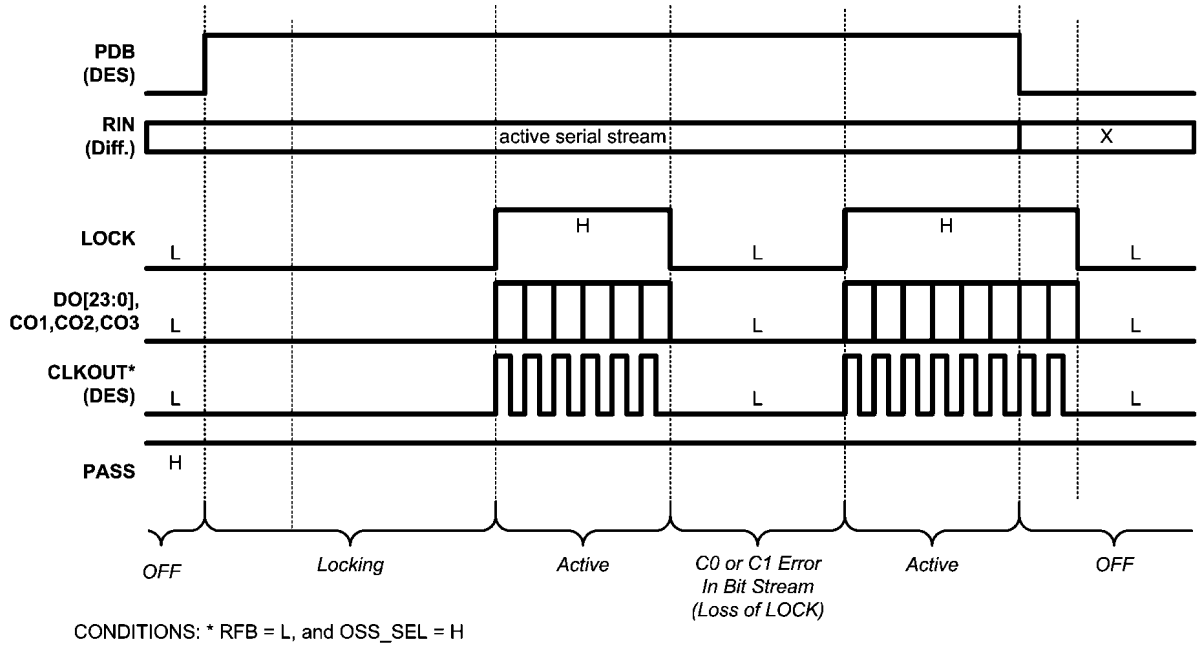 PDB
(DES)
RIN
(Diff.)
active serial stream
X
LOCK
L
H
L
H
L
DO[23:0],
CO1,CO2,CO3
L
L
L
CLKOUT*
(DES)
L
L
L
PASS
H
OFF
Locking
Active
C0 or C1 Error
In Bit Stream
(Loss of LOCK)
Active
OFF
CONDITIONS: * RFB = L, and OSS_SEL = H